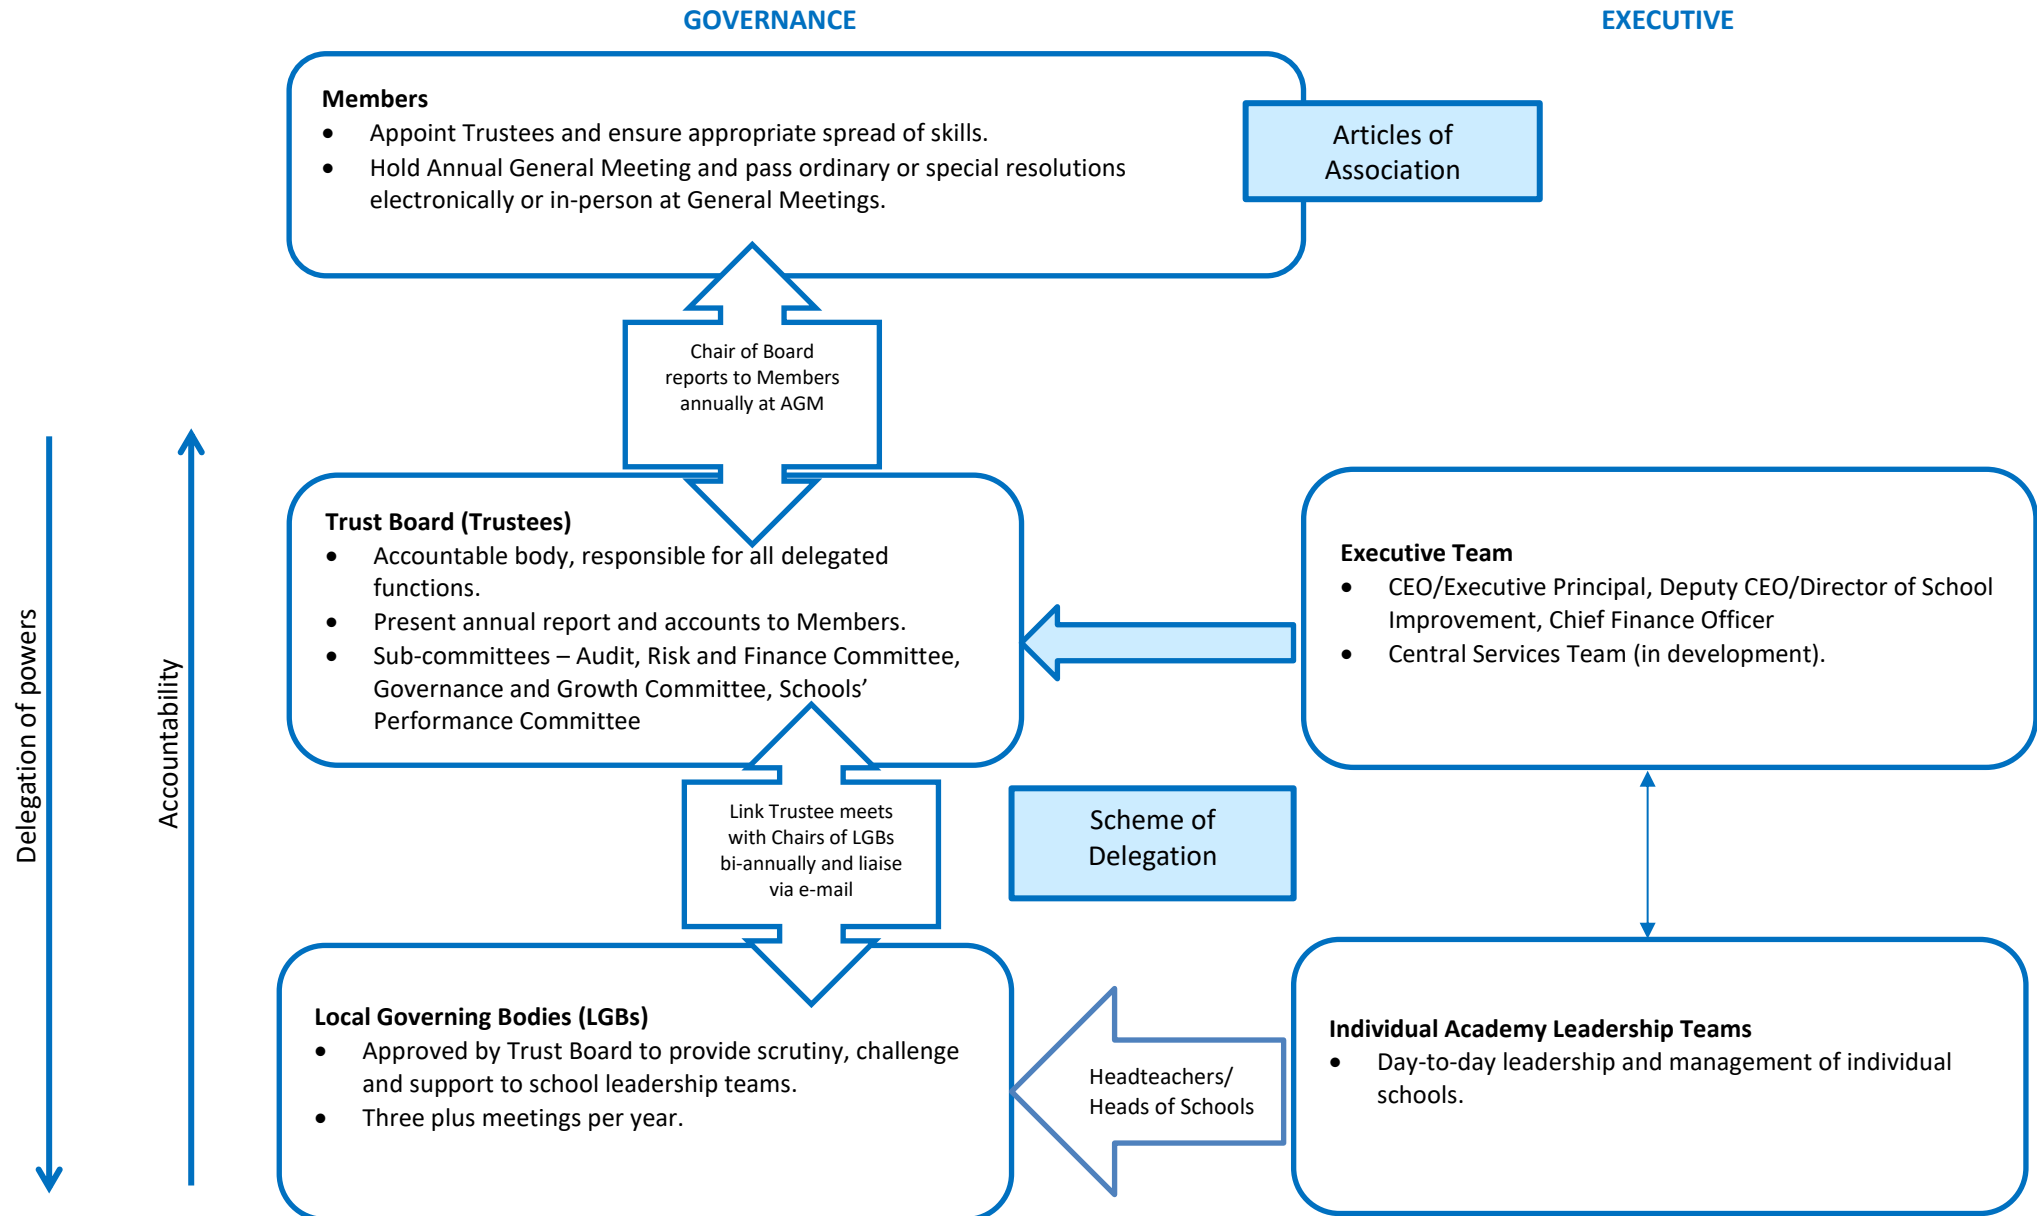 GOVERNANCE
EXECUTIVE
Members
• Appoint Trustees and ensure appropriate spread of skills.
• Hold Annual General Meeting and pass ordinary or special resolutions
electronically or in-person at General Meetings.
Articles of
Association
Chair of Board
reports to Members
annually at AGM
Delegation of powers
Accountability
Trust Board (Trustees)
• Accountable body, responsible for all delegated
functions.
• Present annual report and accounts to Members.
• Sub-committees – Audit, Risk and Finance Committee,
Governance and Growth Committee, Schools’
Performance Committee
Executive Team
• CEO/Executive Principal, Deputy CEO/Director of School
Improvement, Chief Finance Officer
• Central Services Team (in development).
Link Trustee meets
with Chairs of LGBs
bi-annually and liaise
via e-mail
Scheme of
Delegation
Local Governing Bodies (LGBs)
• Approved by Trust Board to provide scrutiny, challenge
and support to school leadership teams.
• Three plus meetings per year.
Headteachers/
Heads of Schools
Individual Academy Leadership Teams
• Day-to-day leadership and management of individual
schools.